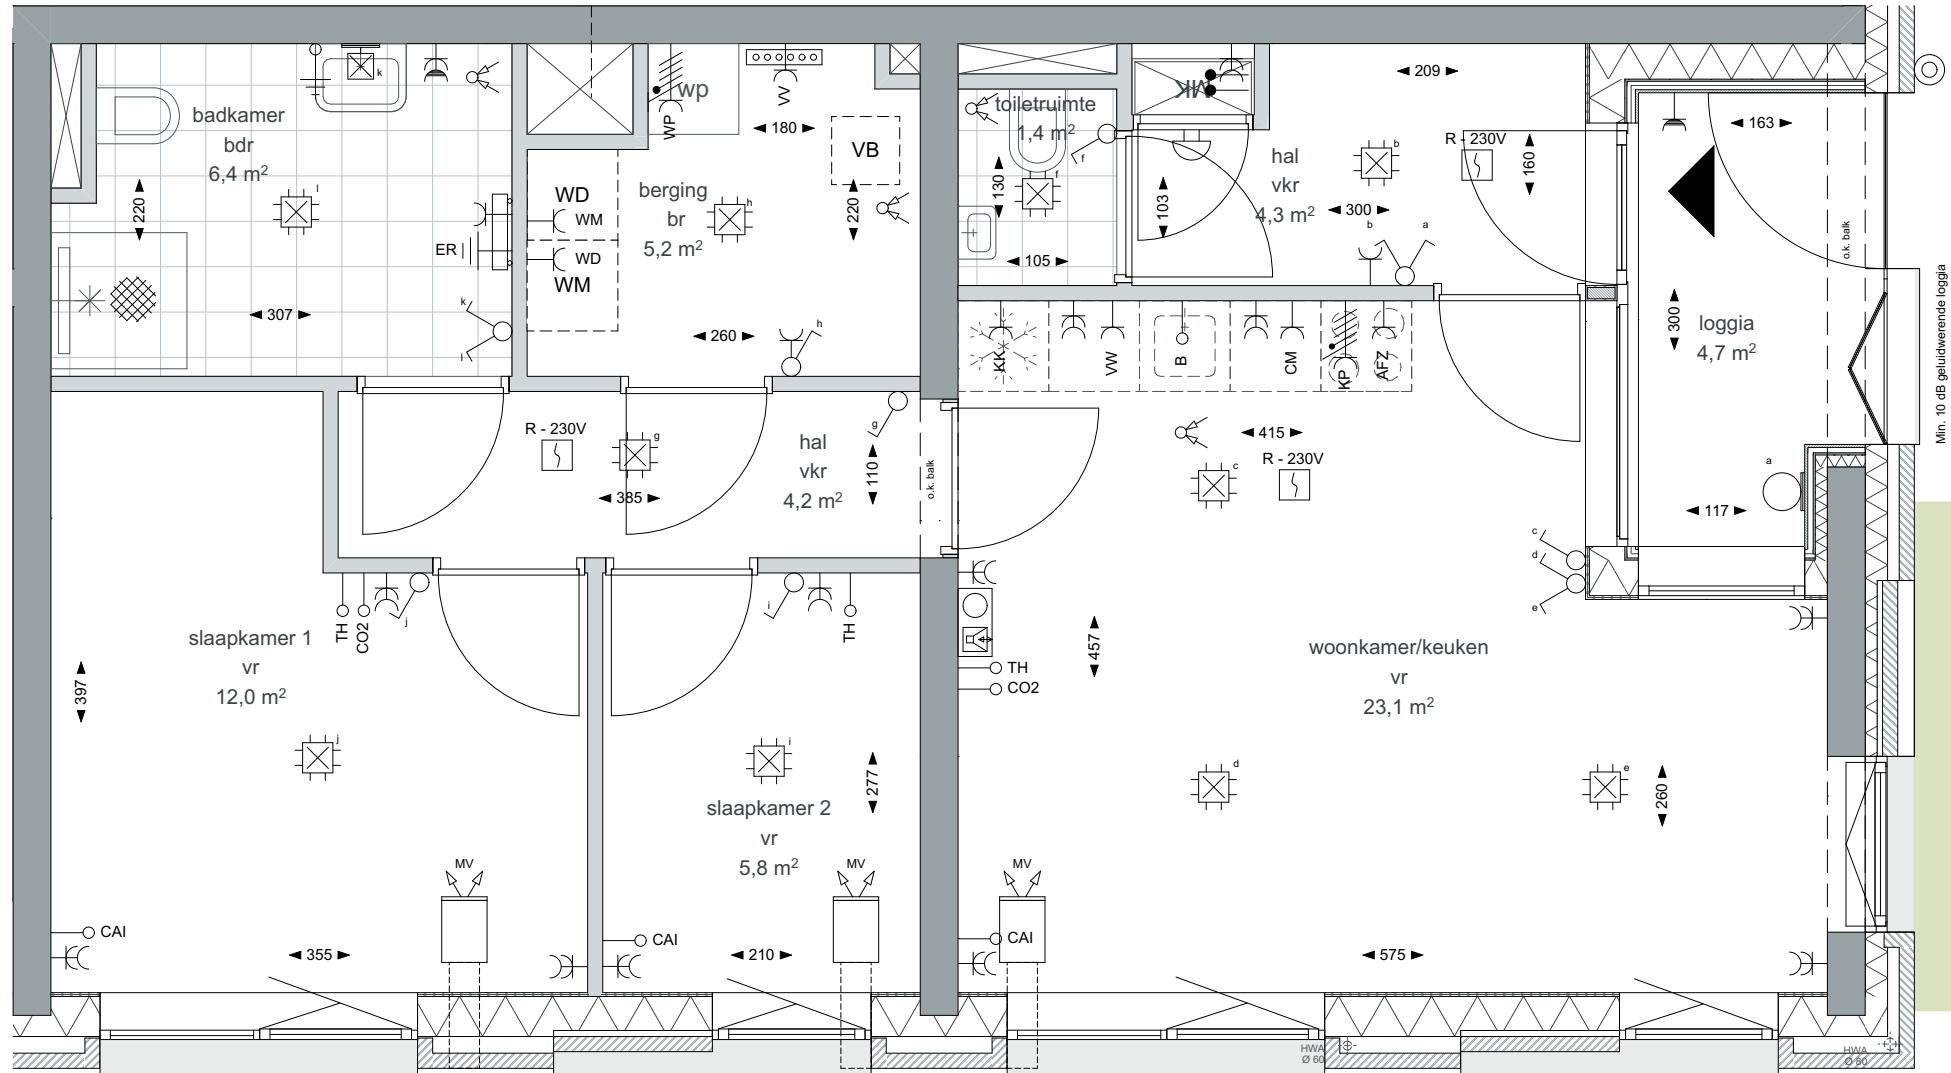 badkamer
bdr
6,4 m²
k
l
220
307
ER
k
l
WD
WM
WD
WM
WP
wp
VV
180
VB
berging
br
5,2 m²
h
220
260
h
toiletruimte
1,4 m²
f
f
130
105
MK
103
209
hal
vkr
4,3 m²
b
R - 230V
160
300
b
a
163
o.k. balk
loggia
4,7 m²
300
117
a
Min. 10 dB geluidwerende loggia
KK
VW
B
CM
KP
AFZ
R - 230V
g
385
hal
vkr
4,2 m²
g
110
o.k. balk
415
R - 230V
c
c
d
e
slaapkamer 1
vr
12,0 m²
397
TH
CO2
j
j
i
TH
i
slaapkamer 2
vr
5,8 m²
277
457
TH
CO2
woonkamer/keuken
vr
23,1 m²
d
e
260
MV
MV
MV
CAI
355
CAI
210
CAI
575
HWA
Ø 60
HWA
Ø 80